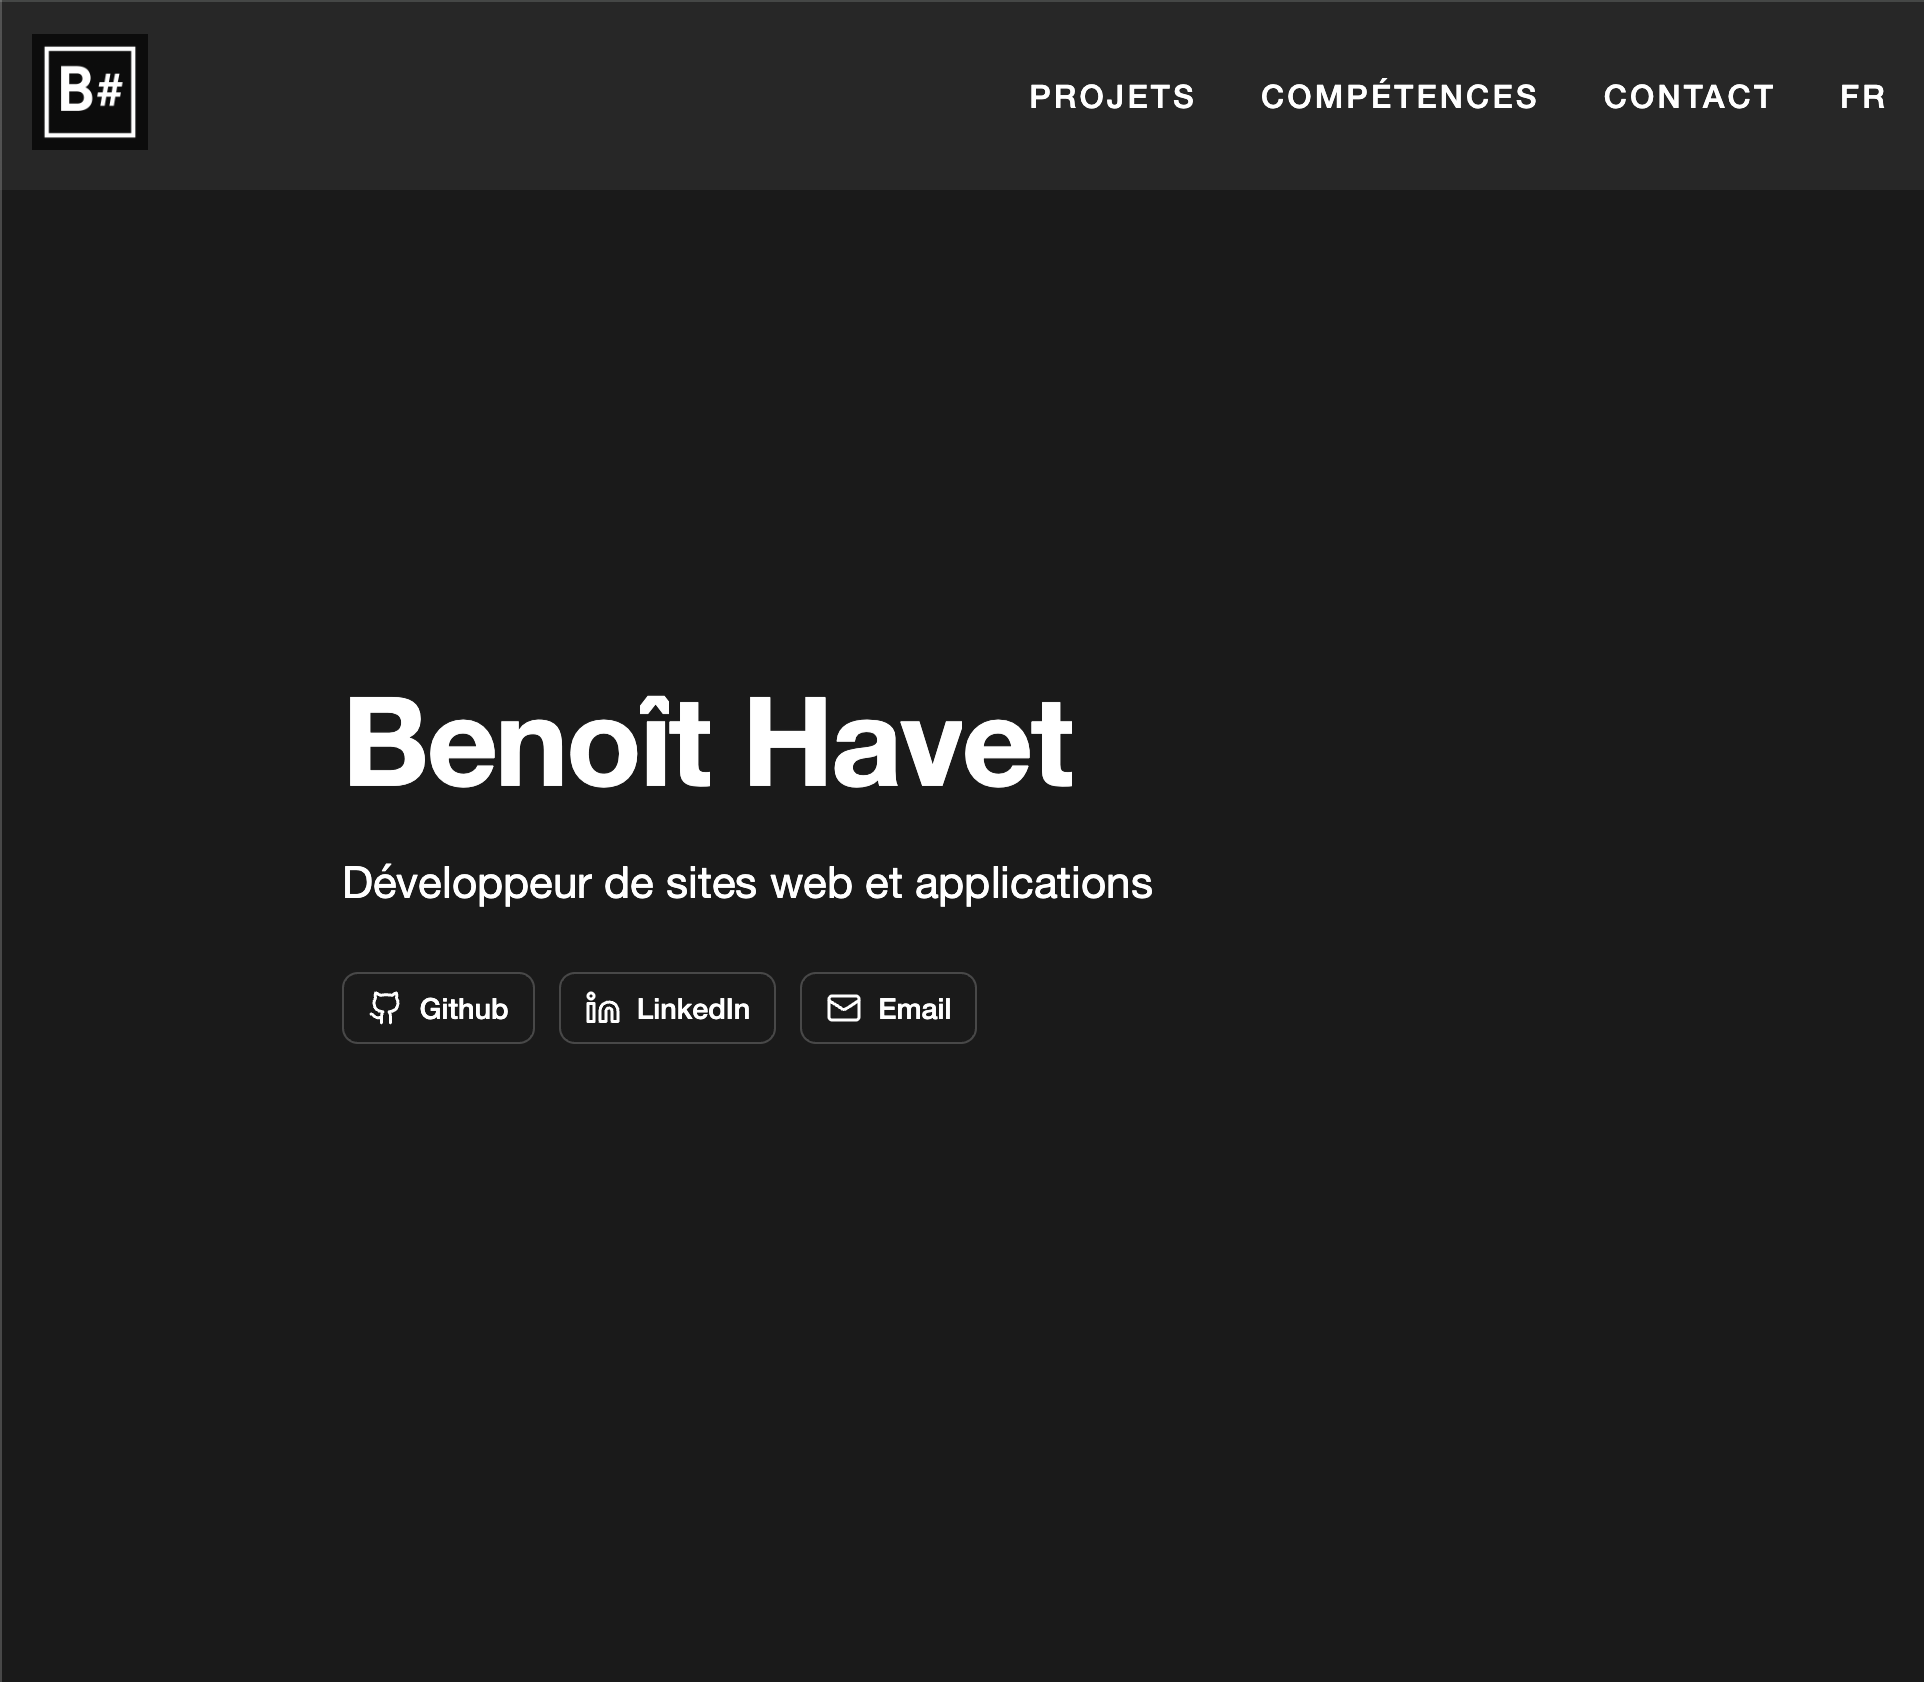 B#
PROJETS COMPÉTENCES CONTACT FR
Benoît Havet
Développeur de sites web et applications
Github LinkedIn Email